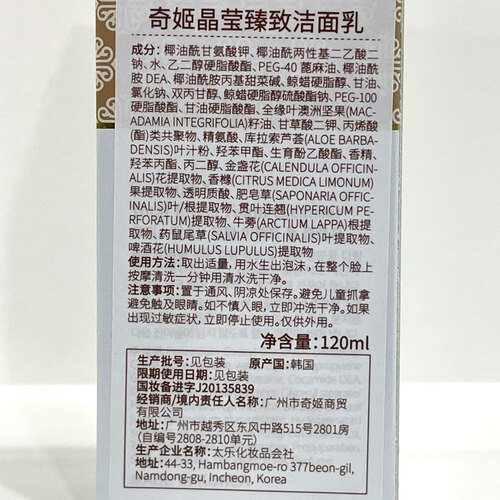 奇姬晶莹臻致洁面乳
成分：椰油酰甘氨酸钾、椰油酰两性基二乙酸二
钠、水、乙二醇硬脂酸酯、PEG-40 蓖麻油、椰油酰
胺 DEA、椰油酰胺丙基甜菜碱、鲸蜡硬脂醇、甘油、
氯化钠、双丙甘醇、鲸蜡硬脂醇硫酸酯钠、PEG-100
硬脂酸酯、甘油硬脂酸酯、全缘叶澳洲坚果(MAC-
ADAMIA INTEGRIFOLIA)籽油、甘草酸二钾、丙烯酸(
酯)类共聚物、精氨酸、库拉索芦荟(ALOE BARBA-
DENSIS)叶汁粉、羟苯甲酯、生育酚乙酸酯、香精、
羟苯丙酯、丙二醇、金盏花(CALENDULA OFFICIN-
ALIS)花提取物、香橼(CITRUS MEDICA LIMONUM)
果提取物、透明质酸、肥皂草(SAPONARIA OFFIC-
INALIS)叶/根提取物、贯叶连翘(HYPERICUM PE-
RFORATUM)提取物、牛蒡(ARCTIUM LAPPA)根提
取物、药鼠尾草(SALVIA OFFICINALIS)叶提取物、
啤酒花(HUMULUS LUPULUS)提取物
使用方法：取出适量，用水生出泡沫，在整个脸上
按摩清洗一分钟用清水洗干净。
注意事项：置于通风、阴凉处保存。避免儿童抓拿
避免触及眼睛。如不慎入眼，立即冲洗干净。如果
出现过敏症状，立即停止使用。仅供外用。
净含量：120ml
生产批号：见包装 原产国：韩国
限期使用日期：见包装
国妆备进字J20135839
经销商/境内责任人名称：广州市奇姬商贸
有限公司
地址：广州市越秀区东风中路515号2801房
(自编号2808-2810单元)
生产企业名称：太乐化妆品会社
地址：44-33, Hambangmoe-ro 377beon-gil,
Namdong-gu, Incheon, Korea